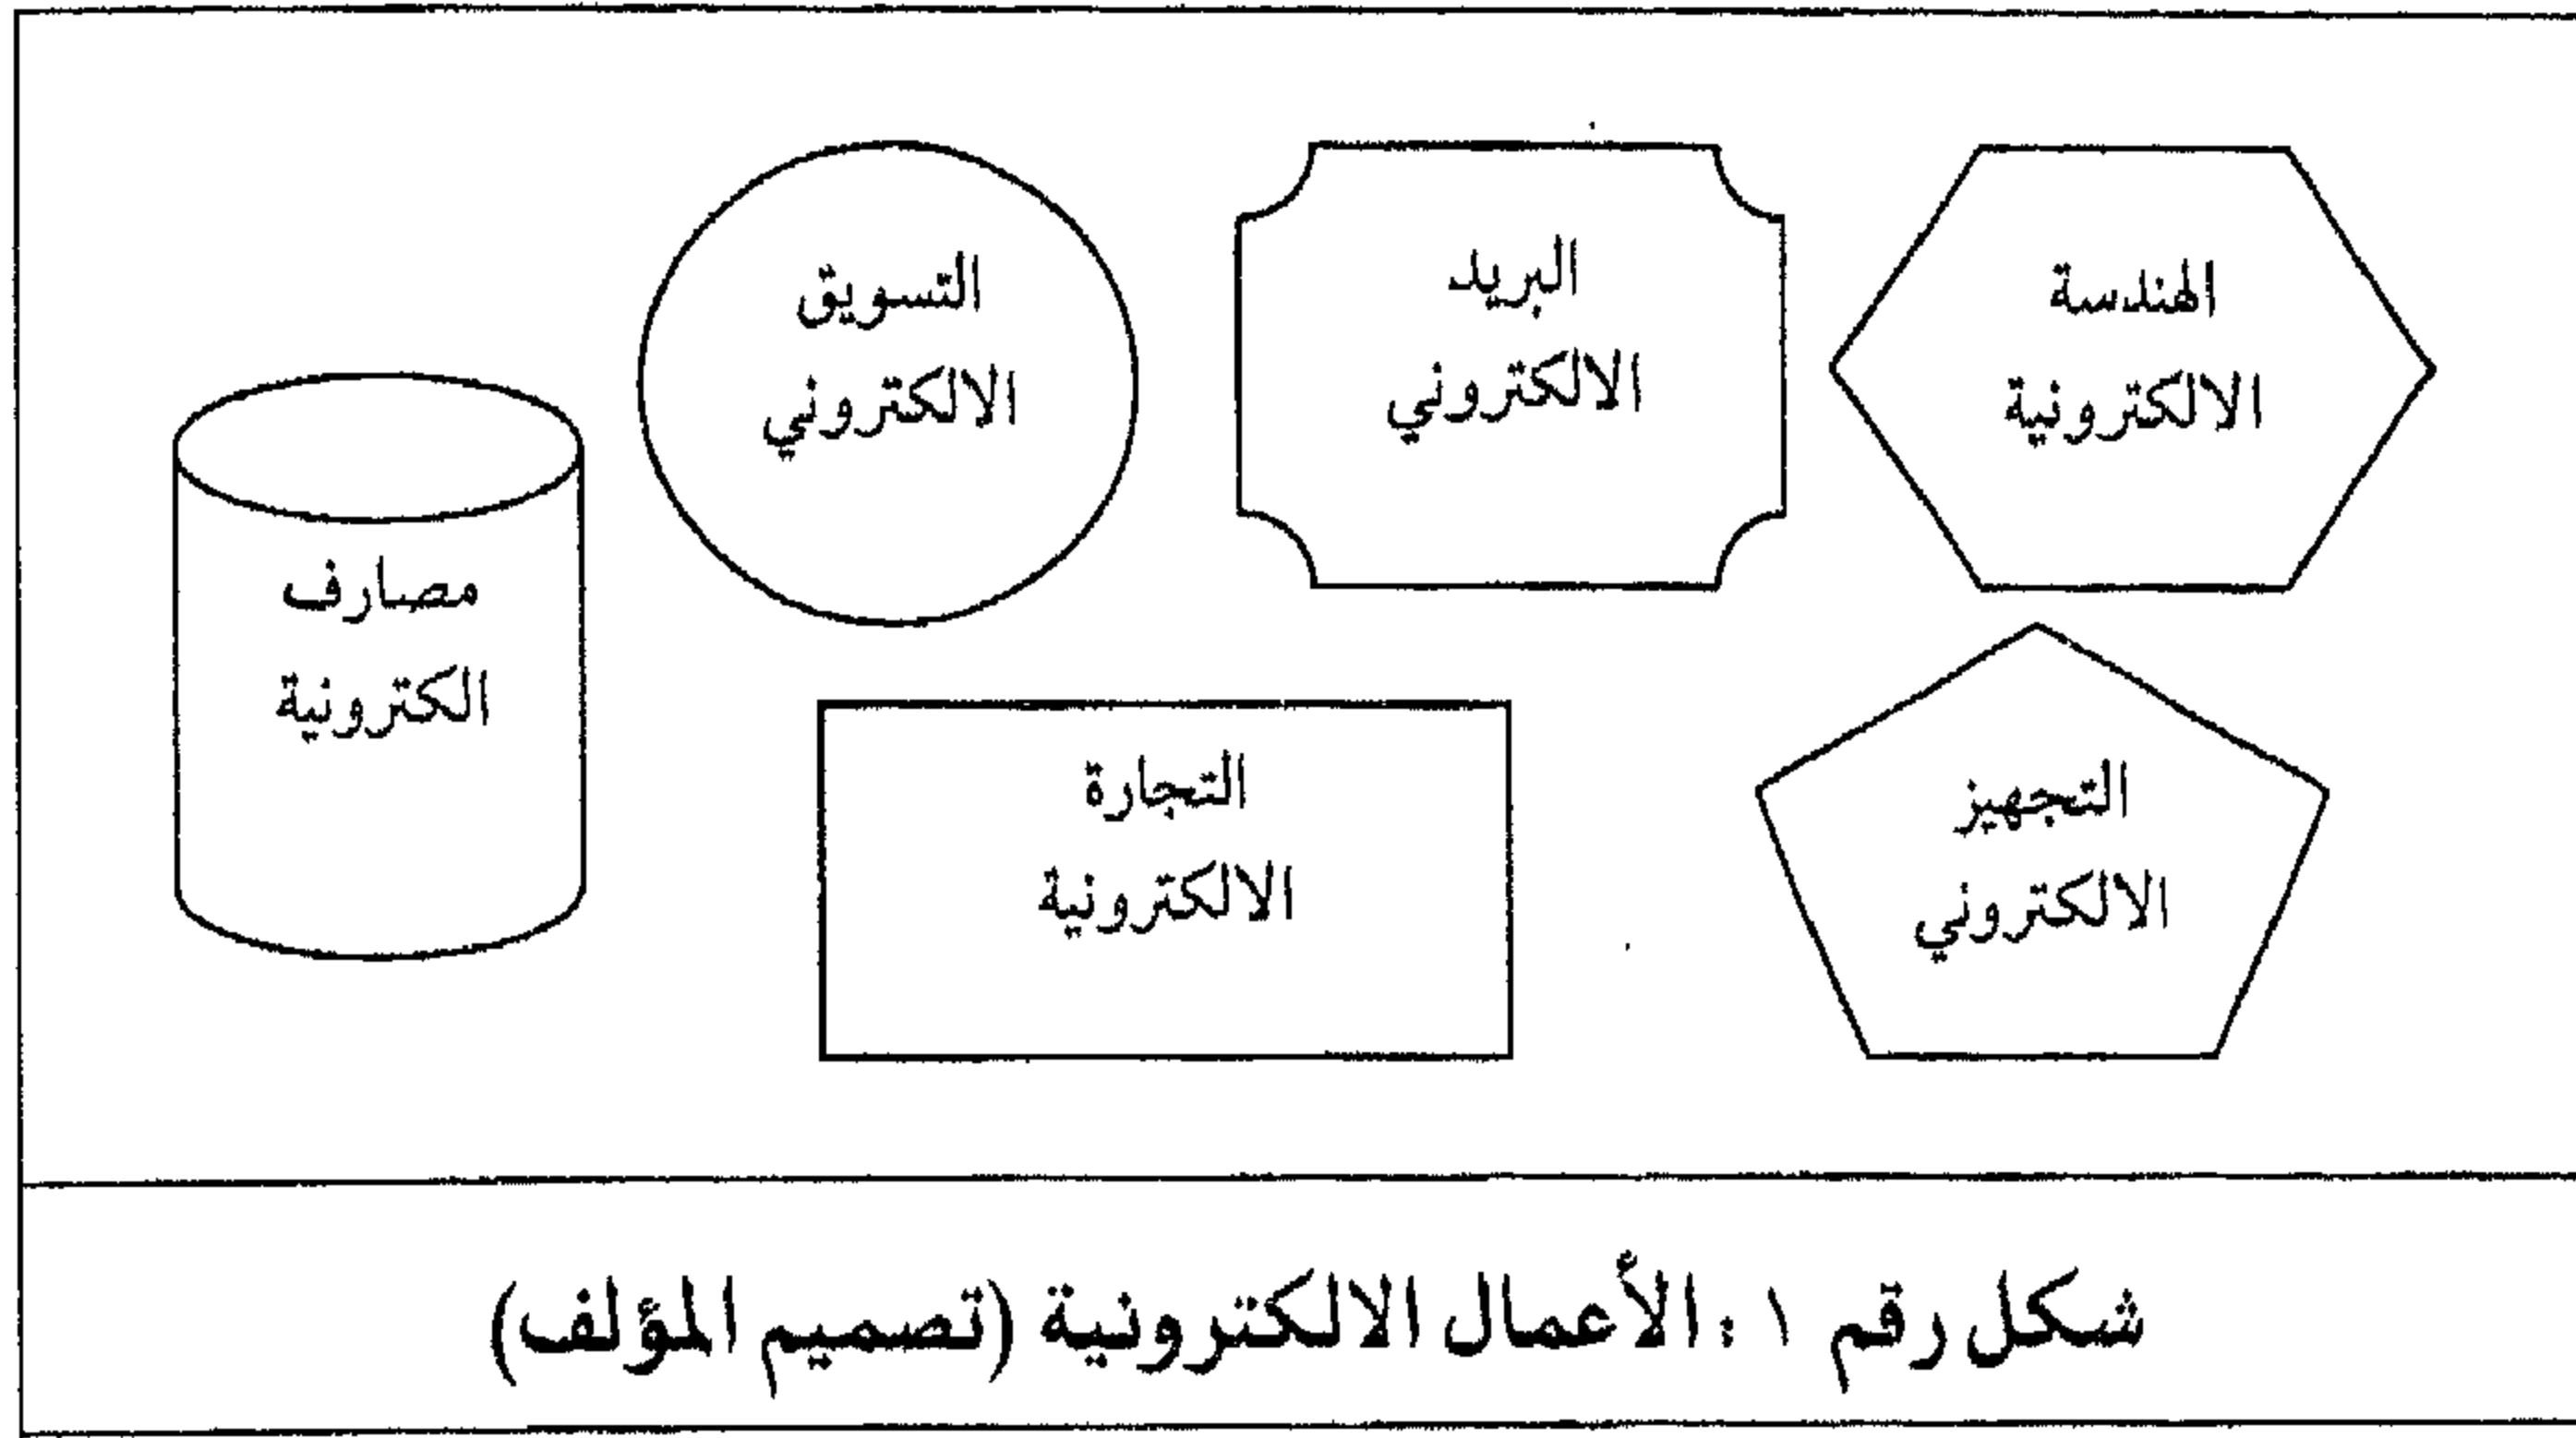 الهندسة
الالكترونية
البريد
الالكتروني
التسويق
الالكتروني
مصارف
الكترونية
التجهيز
الالكتروني
التجارة
الالكترونية
شكل رقم ١ : الأعمال الالكترونية (تصميم المؤلف)